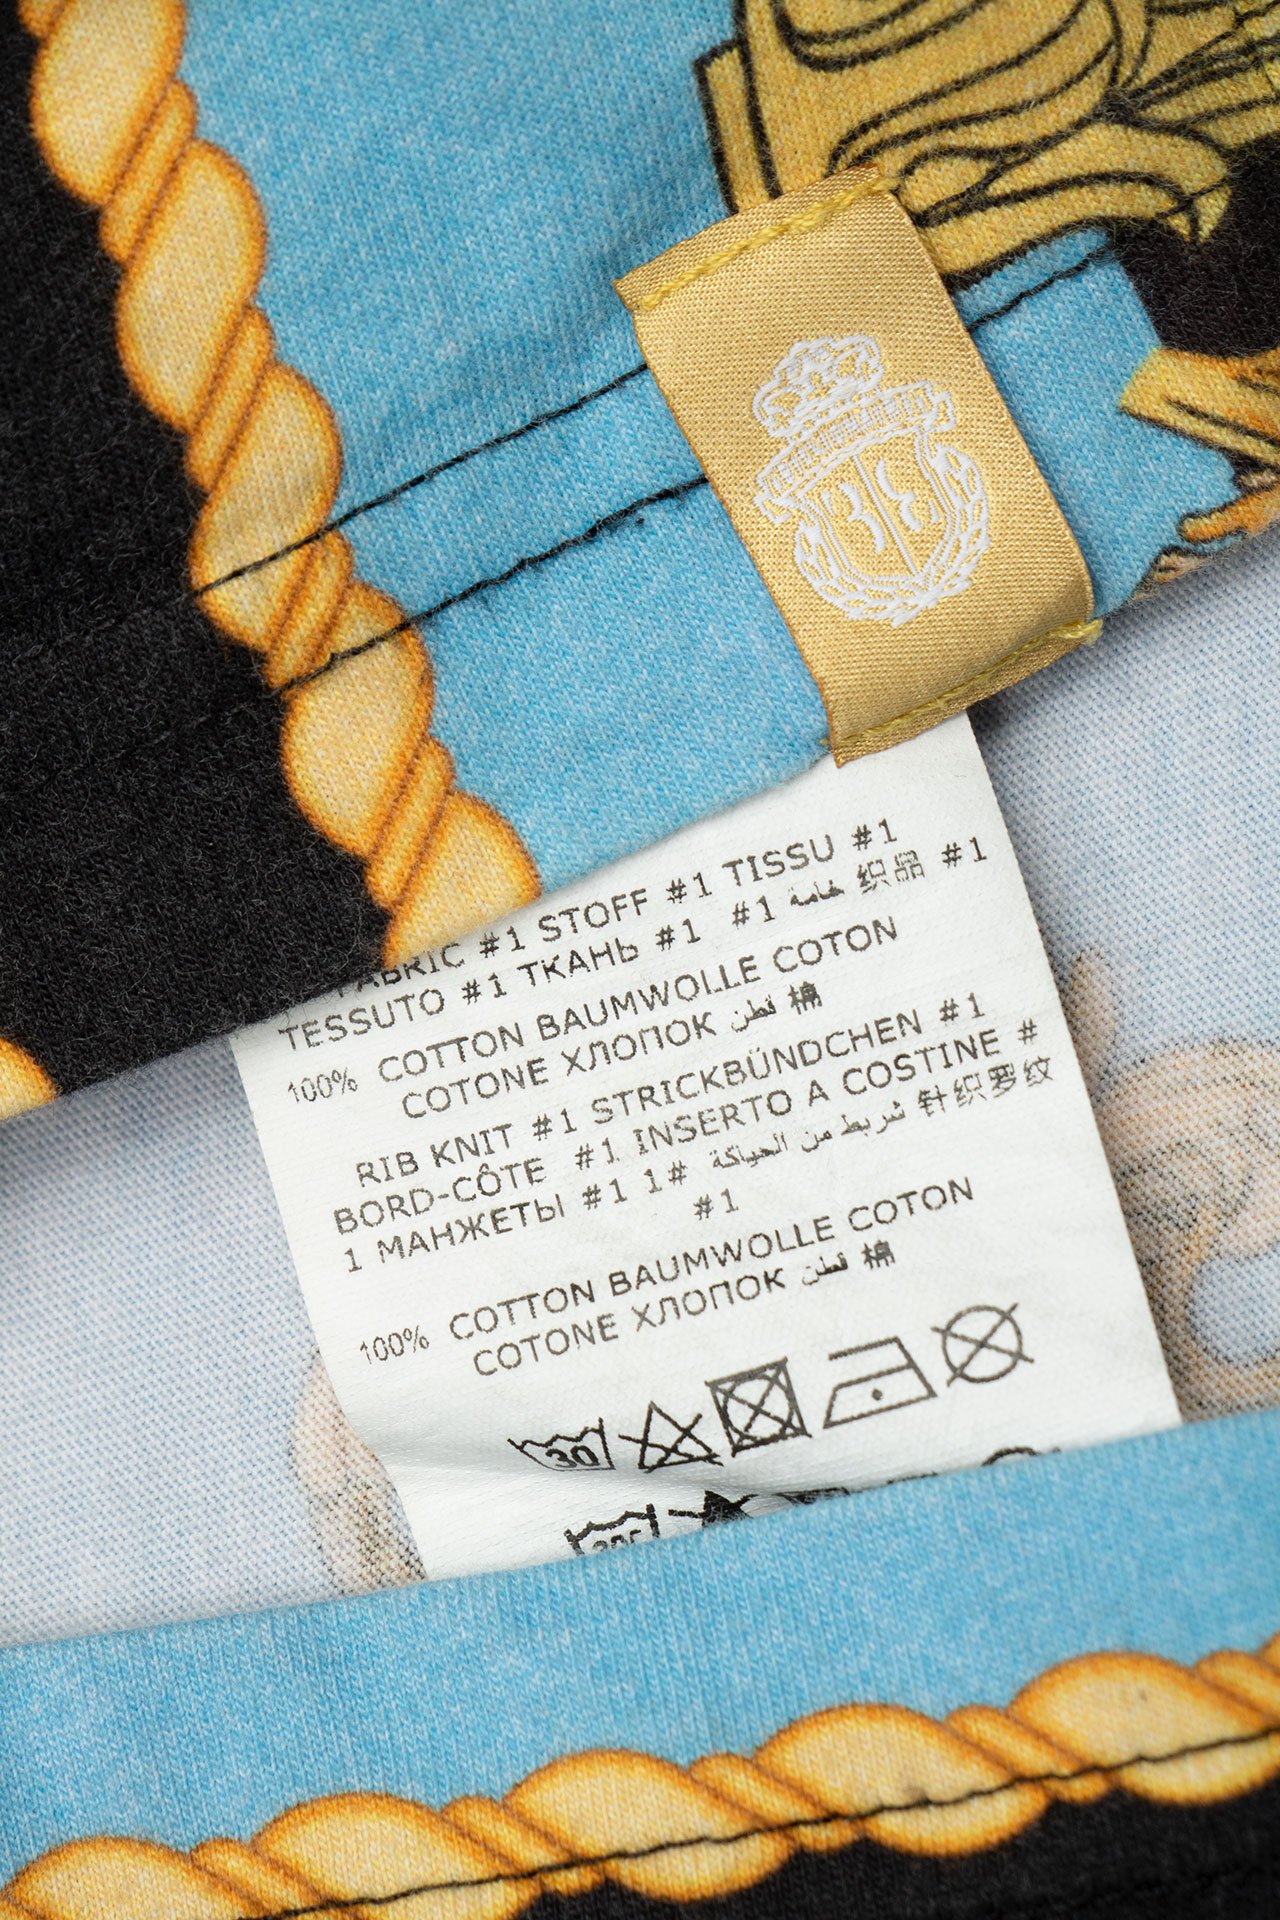 FABRIC #1 STOFF #1 TISSU #1
TESSUTO #1 ТКАНЬ #1 #1 خامة 织品 #1
100% COTTON BAUMWOLLE COTON
COTONE ХЛОПОК قطن 棉
RIB KNIT #1 STRICKBÜNDCHEN #1
BORD-CÔTE #1 INSERTO A COSTINE #
1 МАНЖЕТЫ #1 1# شريط من الحياكة 针织罗纹
#1
100% COTTON BAUMWOLLE COTON
COTONE ХЛОПОК قطن 棉
30